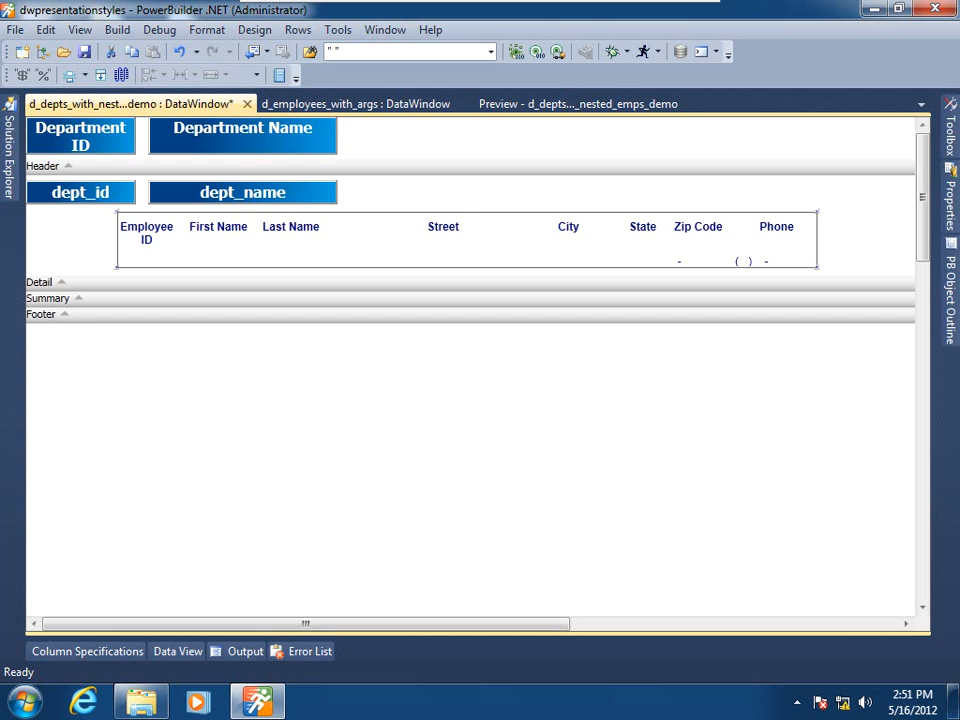 dwpresentationstyles - PowerBuilder .NET (Administrator)
File Edit View Build Debug Format Design Rows Tools Window Help
" "
"$" "%"
d_depts_with_nest...demo : DataWindow* d_employees_with_args : DataWindow Preview - d_depts..._nested_emps_demo
Solution Explorer
Toolbox
Properties
PB Object Outline
Department ID Department Name
Header
dept_id dept_name
Employee ID First Name Last Name Street City State Zip Code Phone
- ( ) -
Detail
Summary
Footer
Column Specifications Data View Output Error List
Ready
2:51 PM
5/16/2012